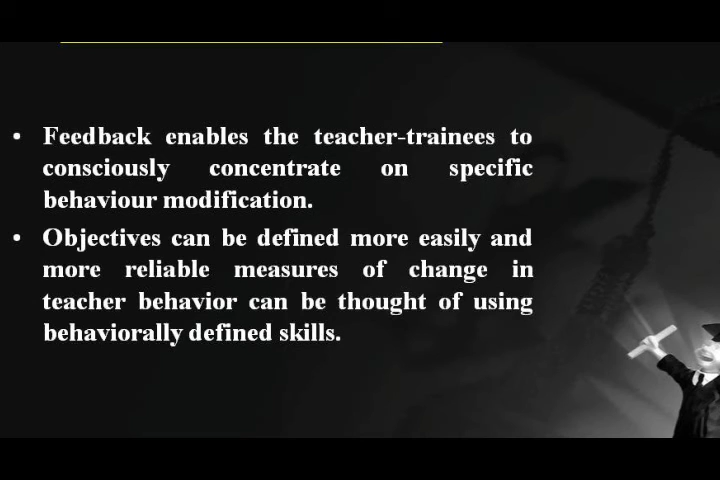 • Feedback enables the teacher-trainees to
consciously concentrate on specific
behaviour modification.
• Objectives can be defined more easily and
more reliable measures of change in
teacher behavior can be thought of using
behaviorally defined skills.